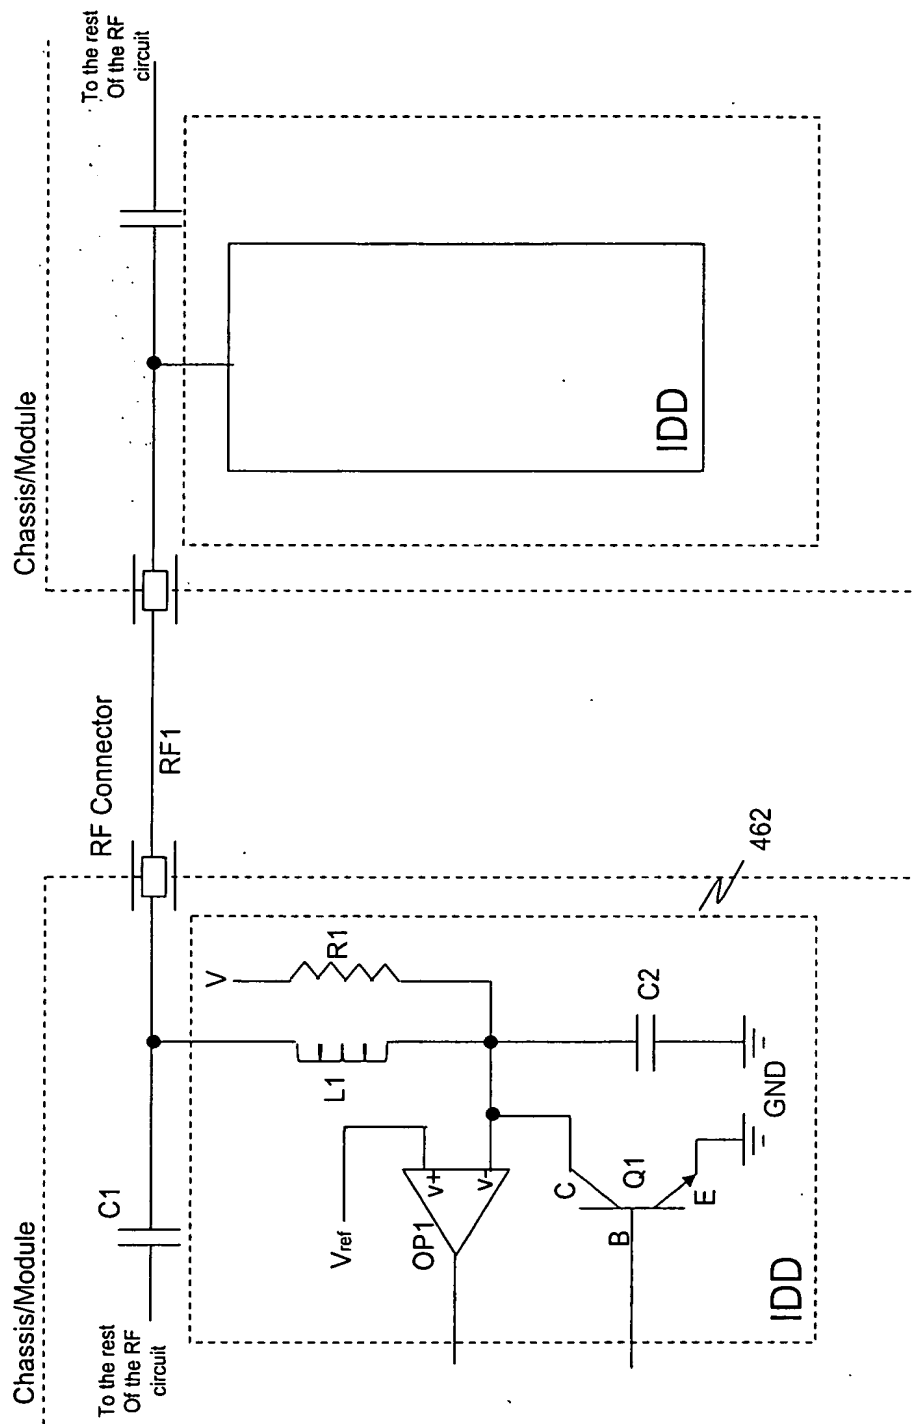 Chassis/Module
To the rest
Of the RF
circuit
C1
Vref
OP1
V+
V-
L1
V
R1
C
B
Q1
E
GND
C2
IDD
462
RF Connector
RF1
Chassis/Module
To the rest
Of the RF
circuit
IDD